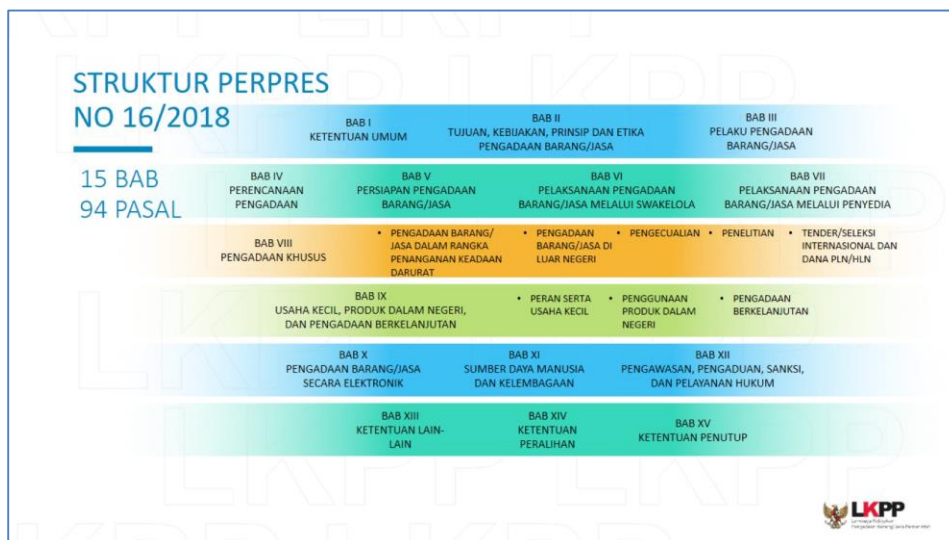 STRUKTUR PERPRES
NO 16/2018
15 BAB
94 PASAL
BAB I
KETENTUAN UMUM
BAB II
TUJUAN, KEBIJAKAN, PRINSIP DAN ETIKA
PENGADAAN BARANG/JASA
BAB III
PELAKU PENGADAAN
BARANG/JASA
BAB IV
PERENCANAAN
PENGADAAN
BAB V
PERSIAPAN PENGADAAN
BARANG/JASA
BAB VI
PELAKSANAAN PENGADAAN
BARANG/JASA MELALUI SWAKELOLA
BAB VII
PELAKSANAAN PENGADAAN
BARANG/JASA MELALUI PENYEDIA
BAB VIII
PENGADAAN KHUSUS
• PENGADAAN BARANG/
JASA DALAM RANGKA
PENANGANAN KEADAAN
DARURAT
• PENGADAAN
BARANG/JASA DI
LUAR NEGERI
• PENGECUALIAN
• PENELITIAN
• TENDER/SELEKSI
INTERNASIONAL DAN
DANA PLN/HLN
BAB IX
USAHA KECIL, PRODUK DALAM NEGERI,
DAN PENGADAAN BERKELANJUTAN
• PERAN SERTA
USAHA KECIL
• PENGGUNAAN
PRODUK DALAM
NEGERI
• PENGADAAN
BERKELANJUTAN
BAB X
PENGADAAN BARANG/JASA
SECARA ELEKTRONIK
BAB XI
SUMBER DAYA MANUSIA
DAN KELEMBAGAAN
BAB XII
PENGAWASAN, PENGADUAN, SANKSI,
DAN PELAYANAN HUKUM
BAB XIII
KETENTUAN LAIN-
LAIN
BAB XIV
KETENTUAN
PERALIHAN
BAB XV
KETENTUAN PENUTUP
LKPP